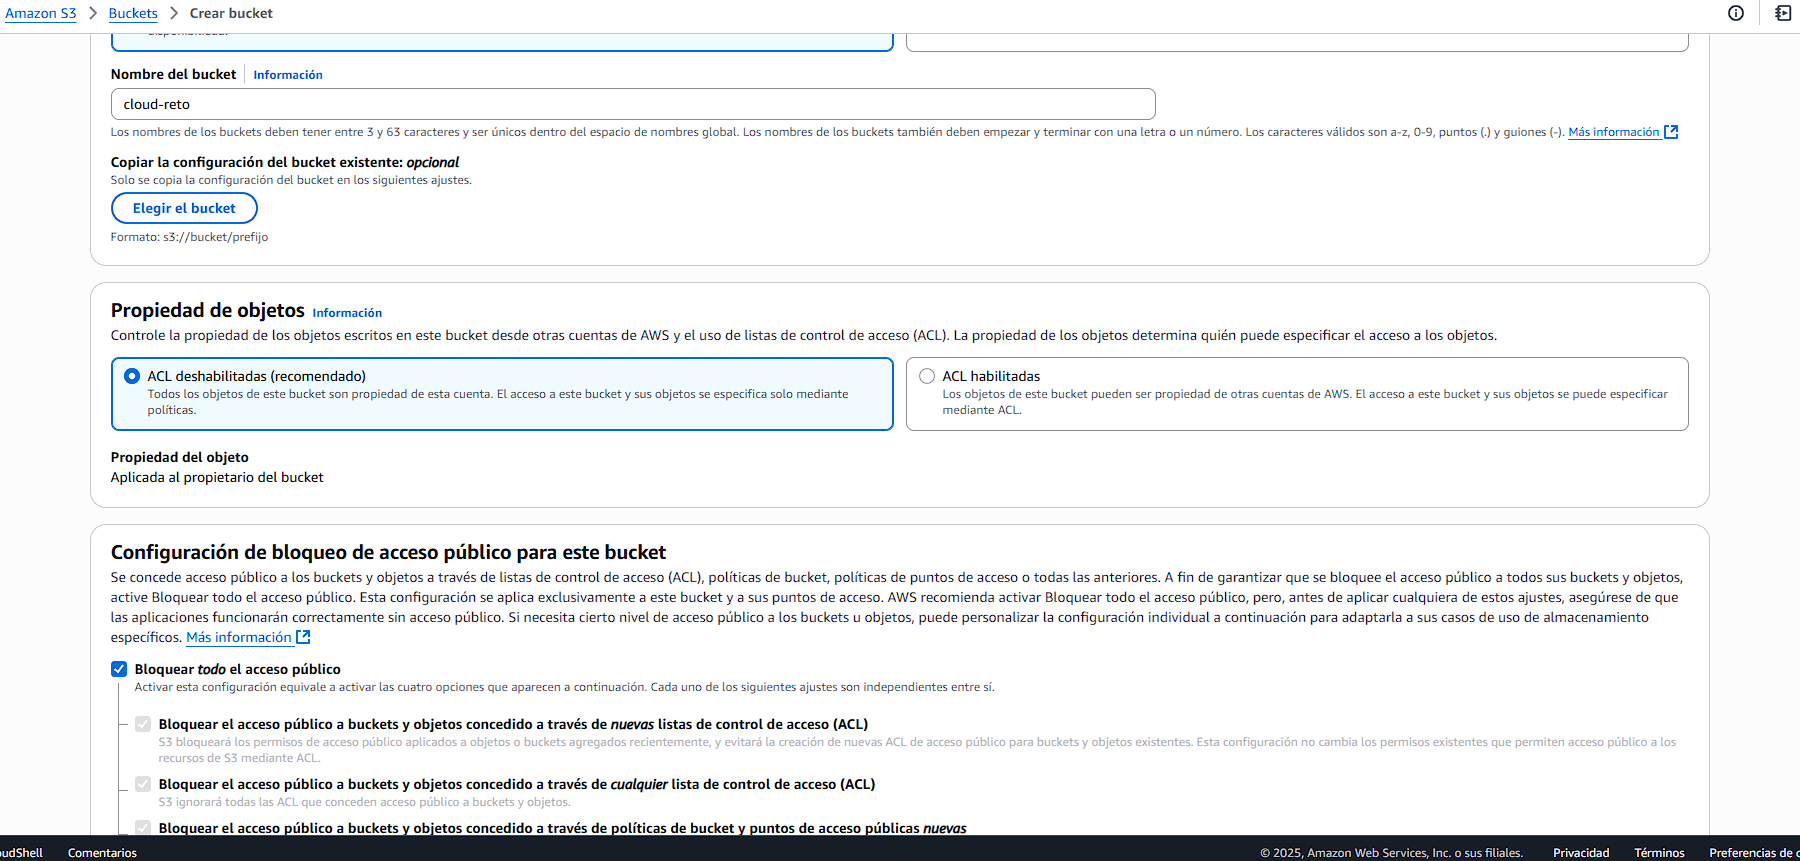 Amazon S3 > Buckets > Crear bucket
disponibilidad.
Nombre del bucket Información
cloud-reto
Los nombres de los buckets deben tener entre 3 y 63 caracteres y ser únicos dentro del espacio de nombres global. Los nombres de los buckets también deben empezar y terminar con una letra o un número. Los caracteres válidos son a-z, 0-9, puntos (.) y guiones (-). Más información
Copiar la configuración del bucket existente: opcional
Solo se copia la configuración del bucket en los siguientes ajustes.
Elegir el bucket
Formato: s3://bucket/prefijo
Propiedad de objetos Información
Controle la propiedad de los objetos escritos en este bucket desde otras cuentas de AWS y el uso de listas de control de acceso (ACL). La propiedad de los objetos determina quién puede especificar el acceso a los objetos.
ACL deshabilitadas (recomendado)
Todos los objetos de este bucket son propiedad de esta cuenta. El acceso a este bucket y sus objetos se especifica solo mediante
políticas.
ACL habilitadas
Los objetos de este bucket pueden ser propiedad de otras cuentas de AWS. El acceso a este bucket y sus objetos se puede especificar
mediante ACL.
Propiedad del objeto
Aplicada al propietario del bucket
Configuración de bloqueo de acceso público para este bucket
Se concede acceso público a los buckets y objetos a través de listas de control de acceso (ACL), políticas de bucket, políticas de puntos de acceso o todas las anteriores. A fin de garantizar que se bloquee el acceso público a todos sus buckets y objetos,
active Bloquear todo el acceso público. Esta configuración se aplica exclusivamente a este bucket y a sus puntos de acceso. AWS recomienda activar Bloquear todo el acceso público, pero, antes de aplicar cualquiera de estos ajustes, asegúrese de que
las aplicaciones funcionarán correctamente sin acceso público. Si necesita cierto nivel de acceso público a los buckets u objetos, puede personalizar la configuración individual a continuación para adaptarla a sus casos de uso de almacenamiento
específicos. Más información
Bloquear todo el acceso público
Activar esta configuración equivale a activar las cuatro opciones que aparecen a continuación. Cada uno de los siguientes ajustes son independientes entre sí.
Bloquear el acceso público a buckets y objetos concedido a través de nuevas listas de control de acceso (ACL)
S3 bloqueará los permisos de acceso público aplicados a objetos o buckets agregados recientemente, y evitará la creación de nuevas ACL de acceso público para buckets y objetos existentes. Esta configuración no cambia los permisos existentes que permiten acceso público a los
recursos de S3 mediante ACL.
Bloquear el acceso público a buckets y objetos concedido a través de cualquier lista de control de acceso (ACL)
S3 ignorará todas las ACL que conceden acceso público a buckets y objetos.
Bloquear el acceso público a buckets y objetos concedido a través de políticas de bucket y puntos de acceso públicas nuevas
oudShell Comentarios © 2025, Amazon Web Services, Inc. o sus filiales. Privacidad Términos Preferencias de c